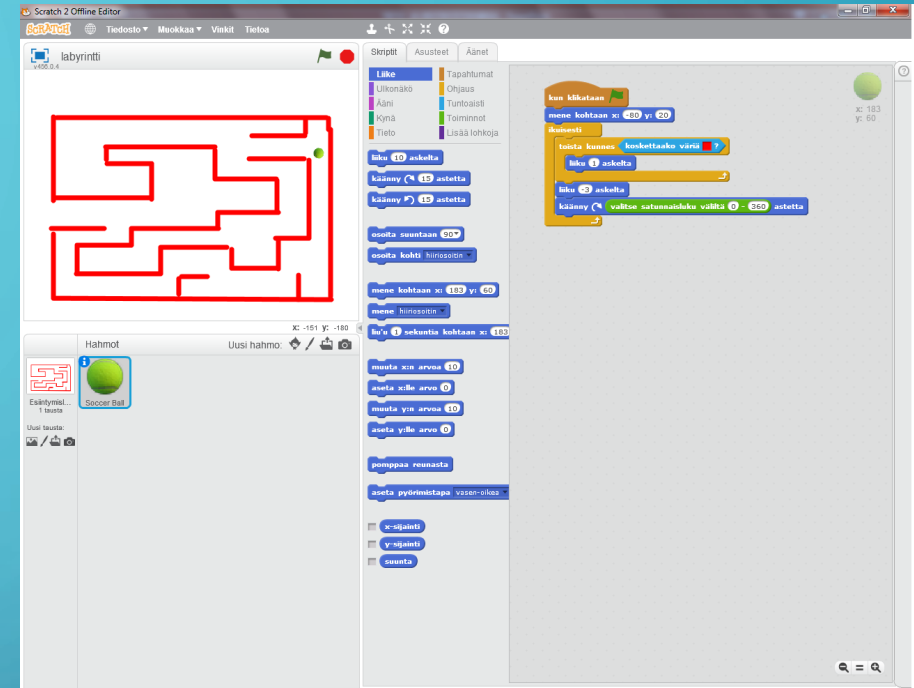 Scratch 2 Offline Editor
SCRATCH Tiedosto Muokkaa Vinkit Tietoa
labyrintti
v456.0.4
X: -151 y: -180
Hahmot Uusi hahmo:
Esiintymisl...
1 tausta
Uusi tausta:
Soccer Ball
Skriptit Asusteet Äänet
Liike Tapahtumat
Ulkonäkö Ohjaus
Ääni Tuntoaisti
Kynä Toiminnot
Tieto Lisää lohkoja
liiku 10 askelta
käänny 15 astetta
käänny 15 astetta
osoita suuntaan 90
osoita kohti hiiriosoitin
mene kohtaan x: 183 y: 60
mene hiiriosoitin
liu'u 1 sekuntia kohtaan x: 183
muuta x:n arvoa 10
aseta x:lle arvo 0
muuta y:n arvoa 10
aseta y:lle arvo 0
pomppaa reunasta
aseta pyörimistapa vasen-oikea
x-sijainti
y-sijainti
suunta
kun klikataan
mene kohtaan x: -80 y: 20
ikuisesti
toista kunnes koskettaako väriä ?
liiku 1 askelta
liiku -3 askelta
käänny valitse satunnaisluku väliltä 0 - 360 astetta
x: 183
y: 60